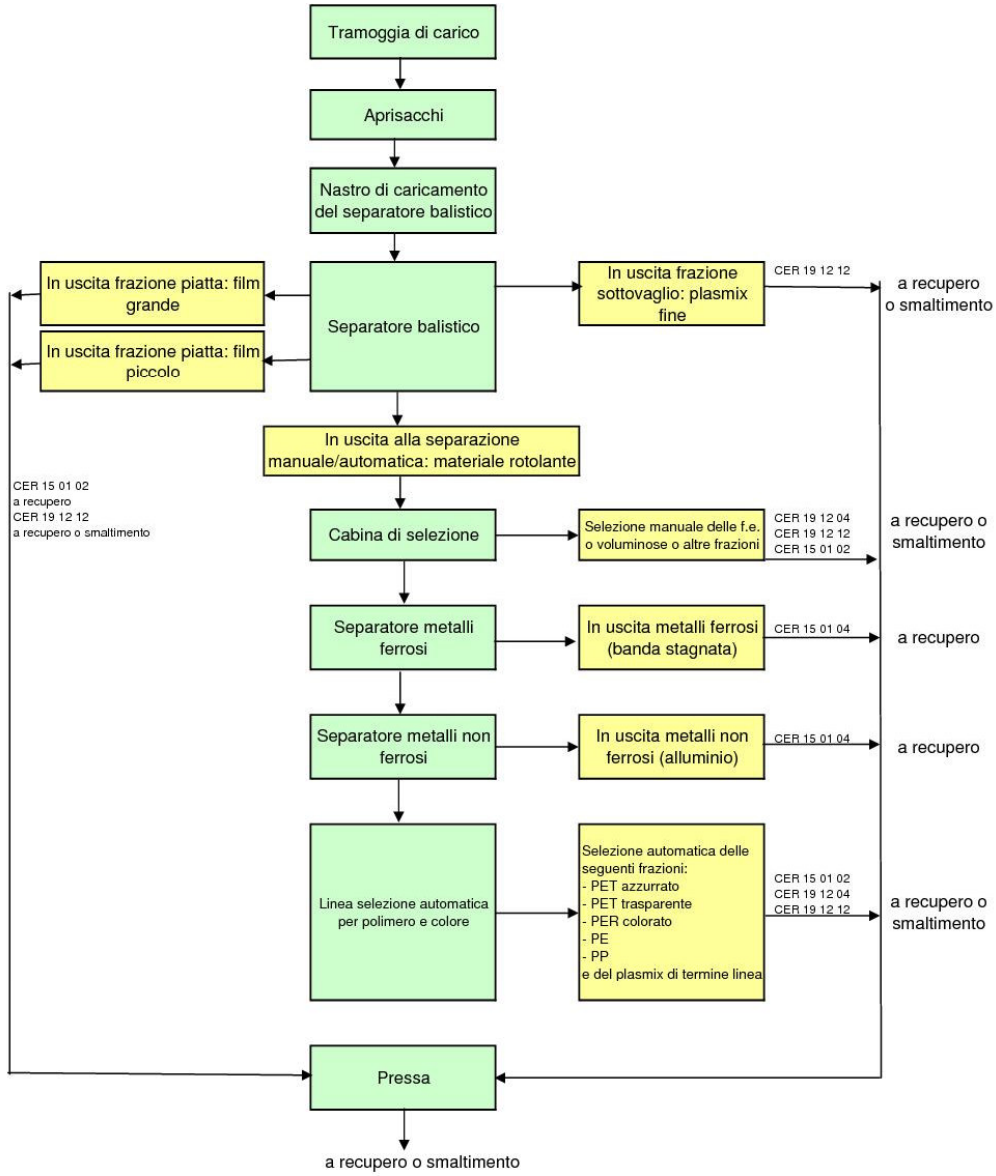 Tramoggia di carico
Aprisacchi
Nastro di caricamento
del separatore balistico
In uscita frazione piatta: film
grande
In uscita frazione piatta: film
piccolo
Separatore balistico
In uscita frazione
sottovaglio: plasmix
fine
CER 19 12 12
a recupero
o smaltimento
In uscita alla separazione
manuale/automatica: materiale rotolante
CER 15 01 02
a recupero
CER 19 12 12
a recupero o smaltimento
Cabina di selezione
Selezione manuale delle f.e.
o voluminose o altre frazioni
CER 19 12 04
CER 19 12 12
CER 15 01 02
a recupero o
smaltimento
Separatore metalli
ferrosi
In uscita metalli ferrosi
(banda stagnata)
CER 15 01 04
a recupero
Separatore metalli non
ferrosi
In uscita metalli non
ferrosi (alluminio)
CER 15 01 04
a recupero
Linea selezione automatica
per polimero e colore
Selezione automatica delle
seguenti frazioni:
- PET azzurrato
- PET trasparente
- PER colorato
- PE
- PP
e del plasmix di termine linea
CER 15 01 02
CER 19 12 04
CER 19 12 12
a recupero o
smaltimento
Pressa
a recupero o smaltimento